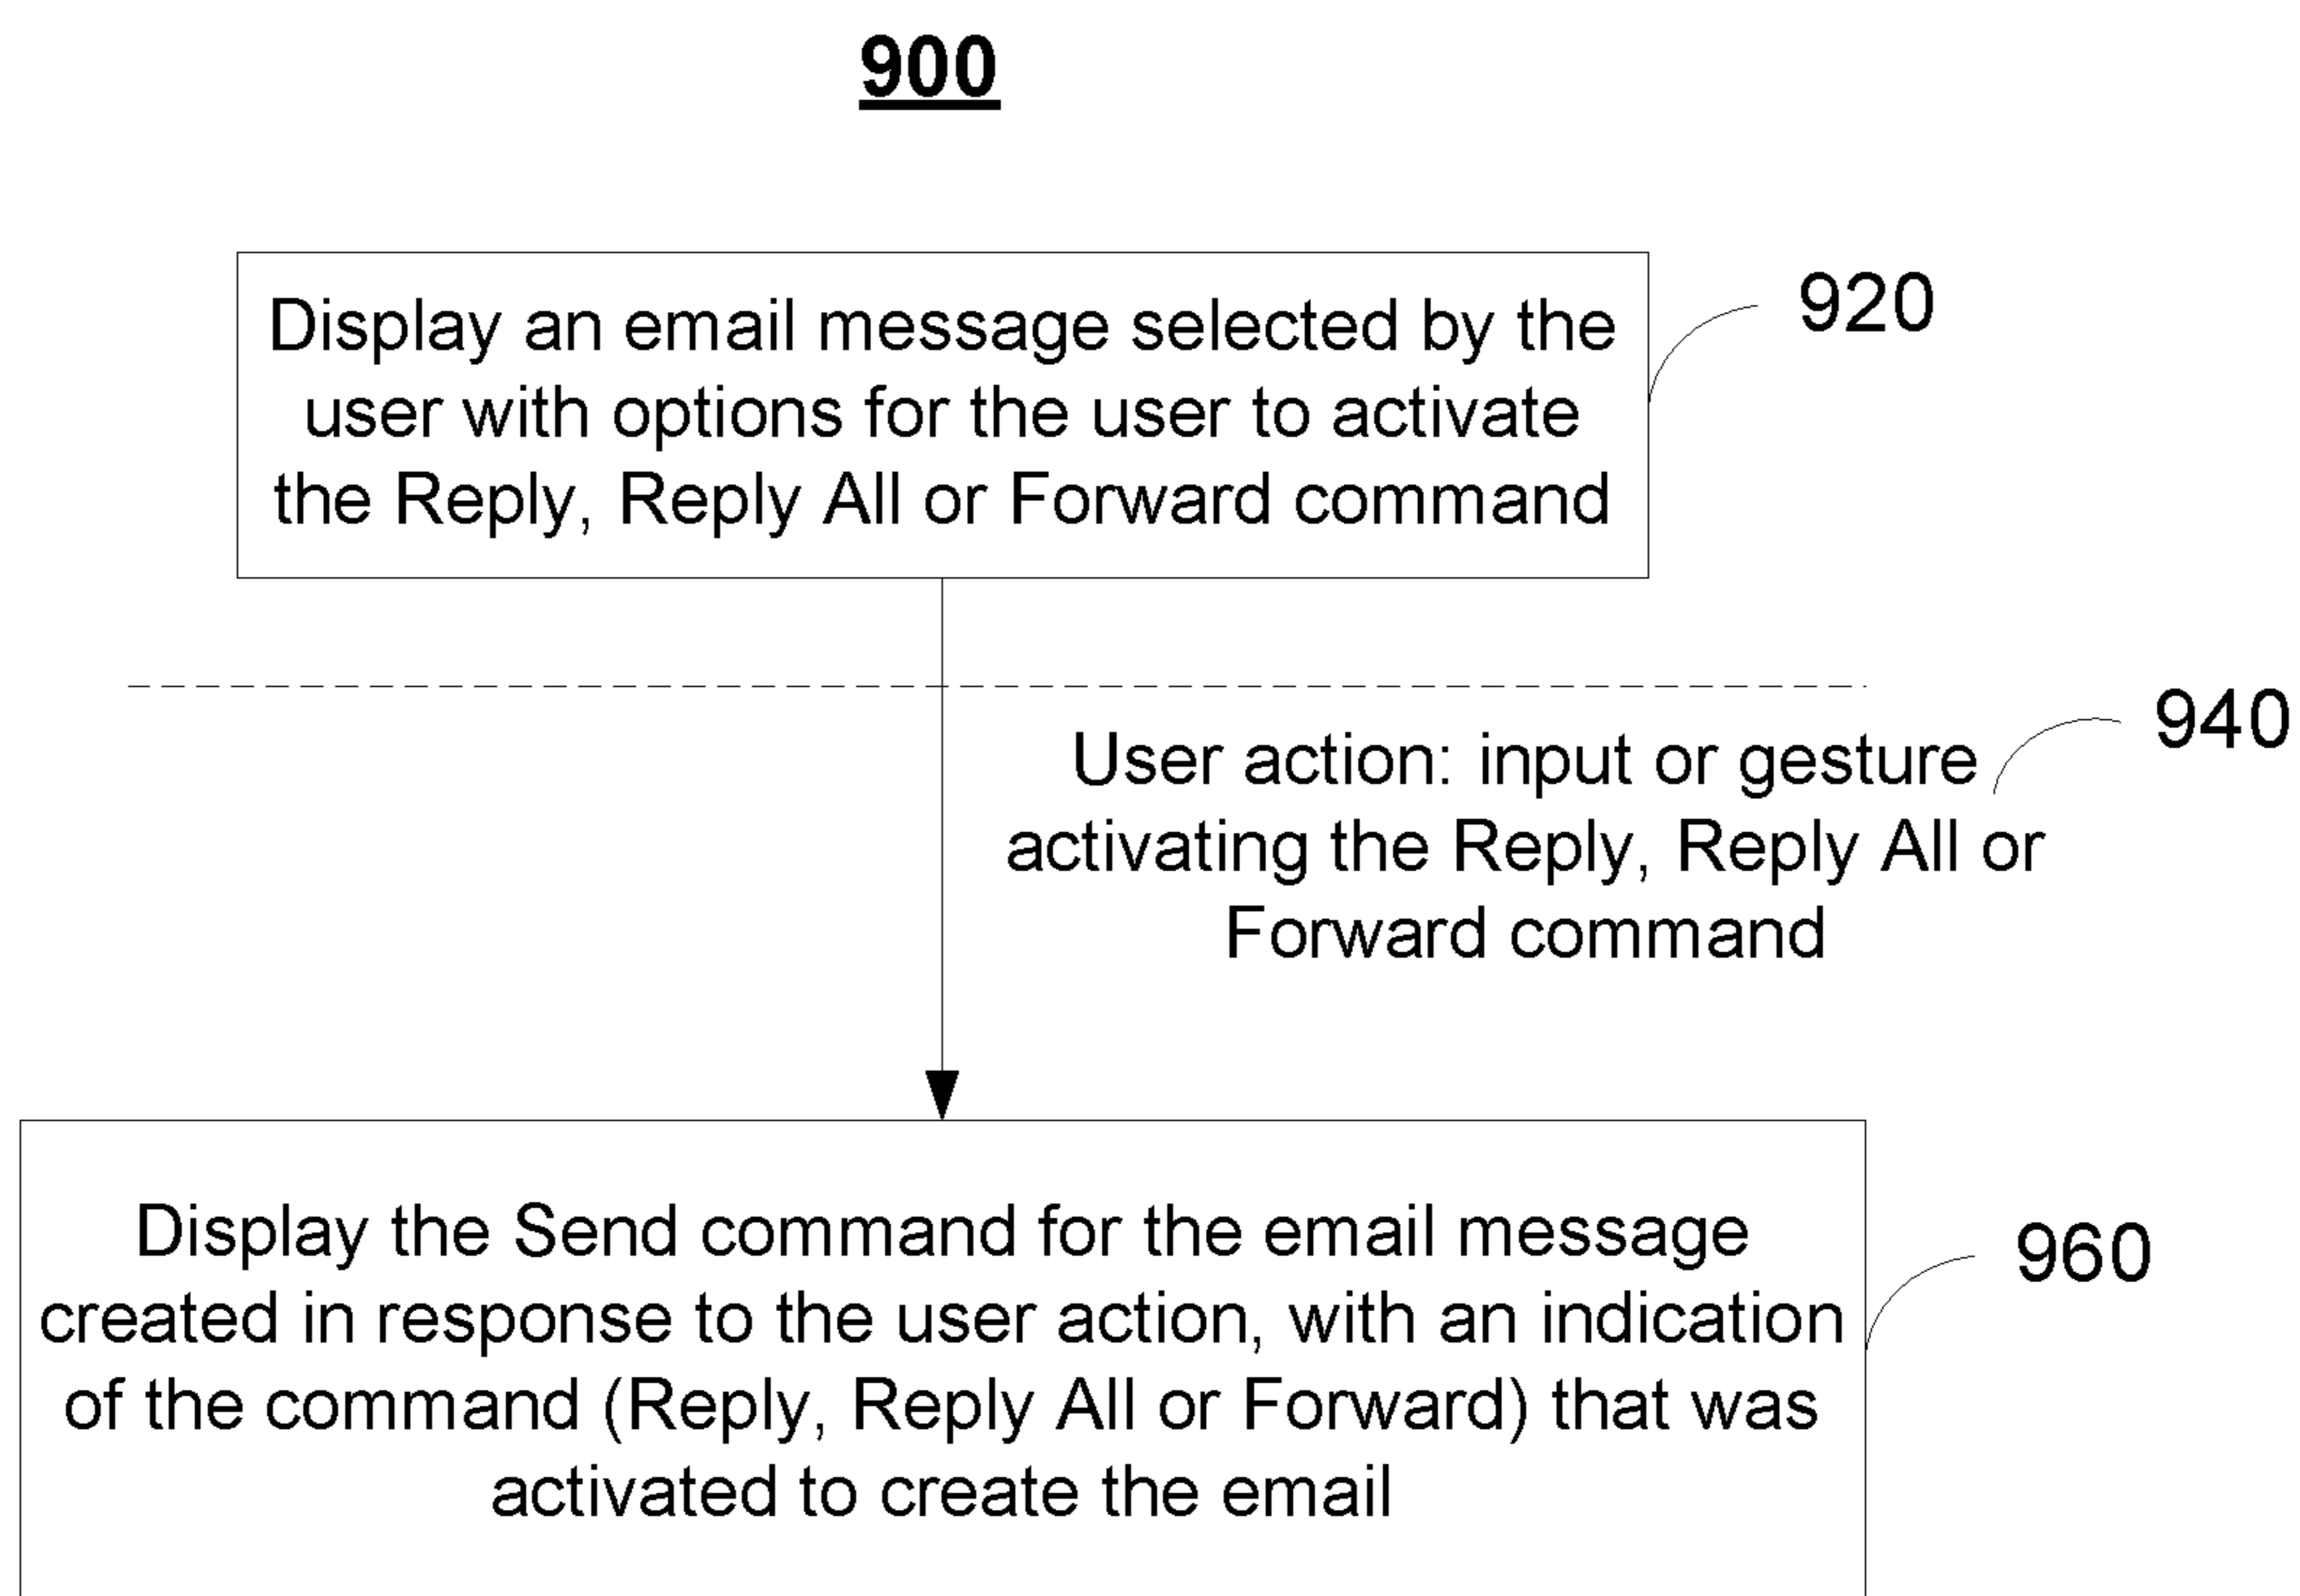 900
Display an email message selected by the
920
user with options for the user to activate
the Reply, Reply All or Forward command
940
User action: input or gesture
activating the Reply, Reply All or
Forward command
Display the Send command for the email message
960
created in response to the user action, with an indication
of the command (Reply, Reply All or Forward) that was
activated to create the email